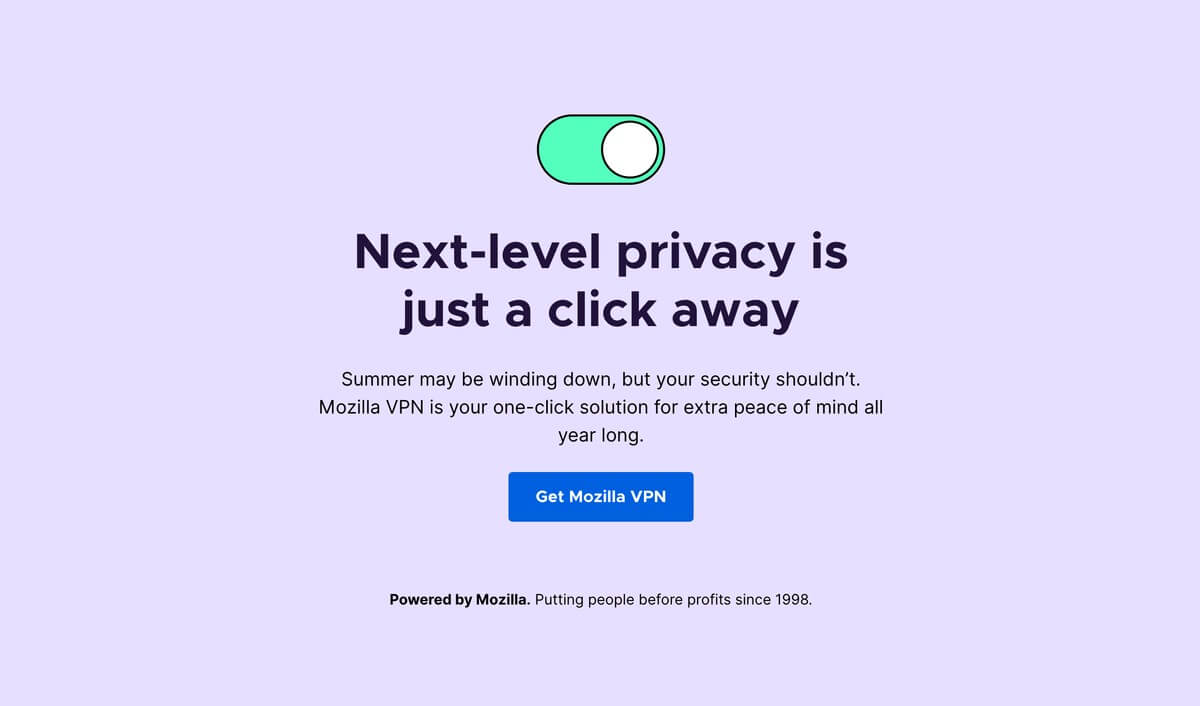 Next-level privacy is
just a click away
Summer may be winding down, but your security shouldn’t.
Mozilla VPN is your one-click solution for extra peace of mind all
year long.
Get Mozilla VPN
Powered by Mozilla. Putting people before profits since 1998.